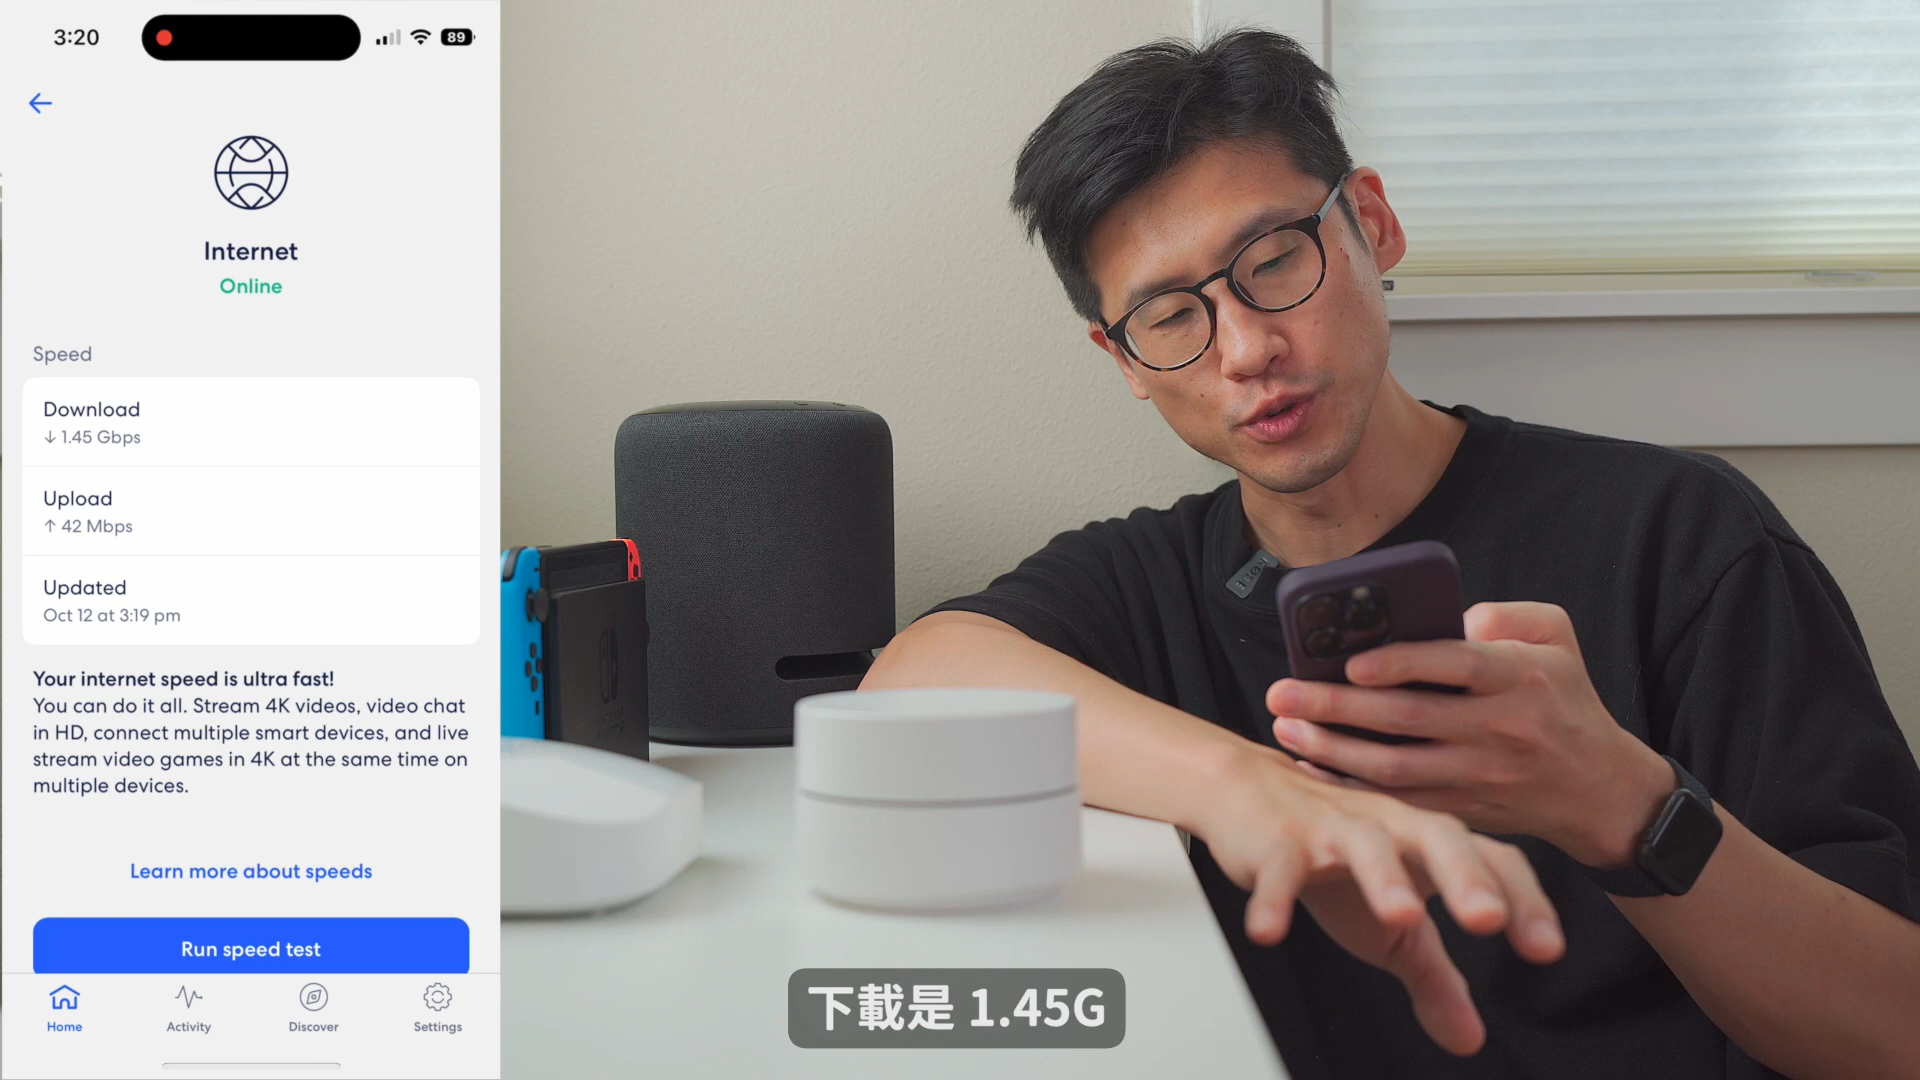 3:20
89
Internet
Online
Speed
Download
↓ 1.45 Gbps
Upload
↑ 42 Mbps
Updated
Oct 12 at 3:19 pm
Your internet speed is ultra fast!
You can do it all. Stream 4K videos, video chat
in HD, connect multiple smart devices, and live
stream video games in 4K at the same time on
multiple devices.
Learn more about speeds
Run speed test
Home
Activity
Discover
Settings
RØDE
下載是 1.45G